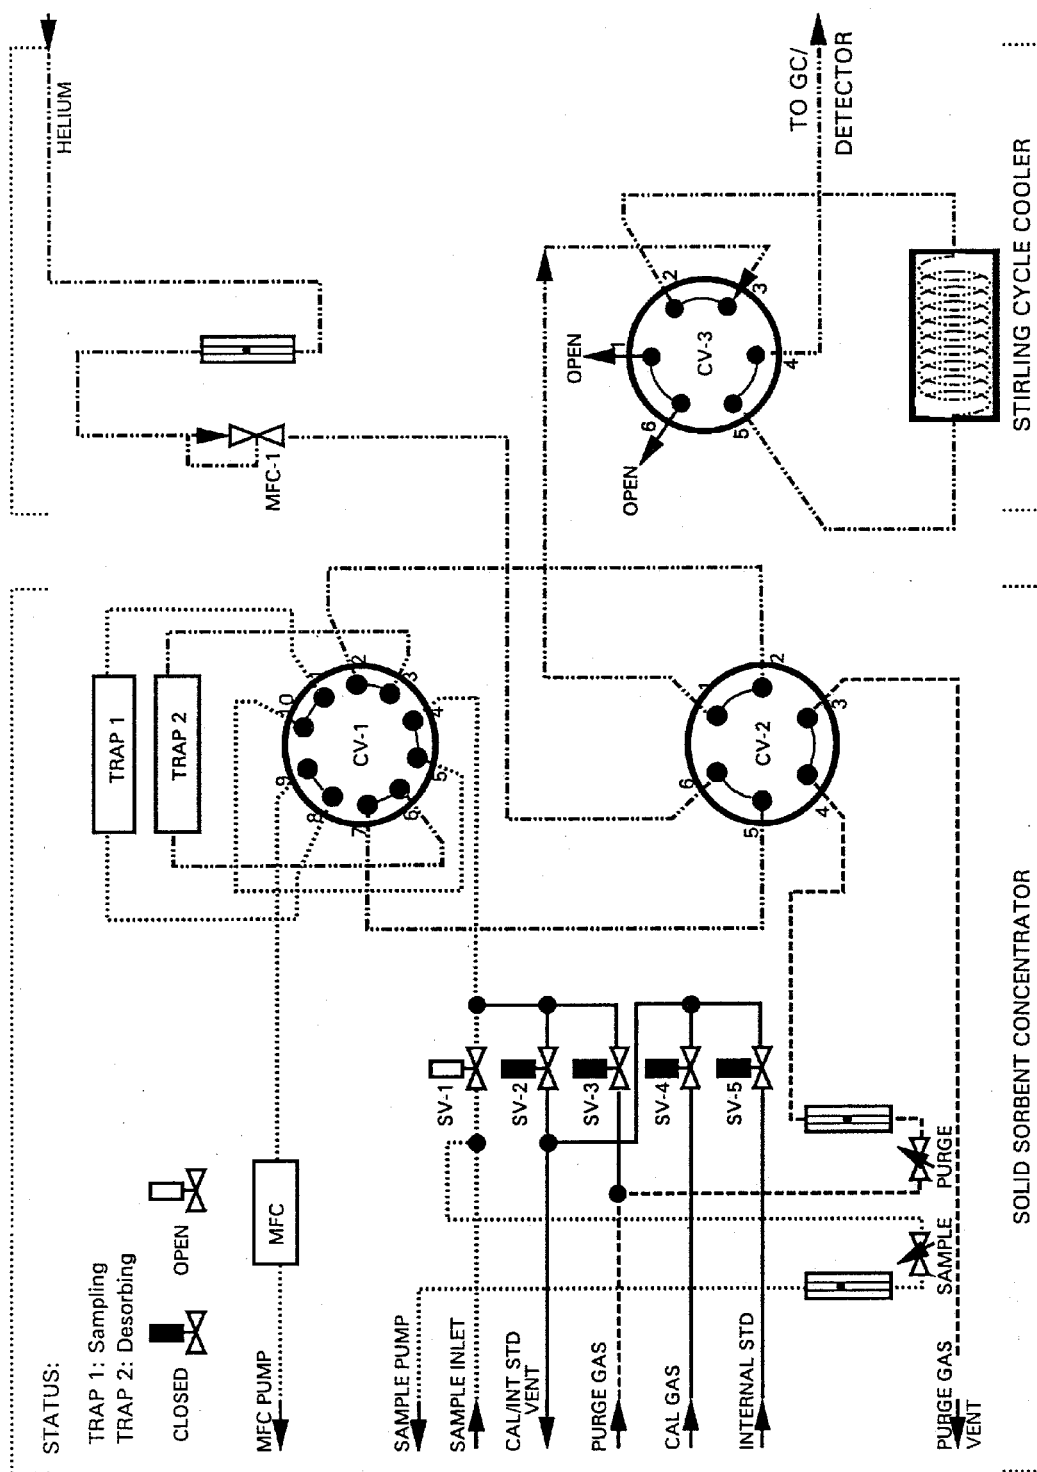 STATUS:
TRAP 1: Sampling
TRAP 2: Desorbing
CLOSED
OPEN
MFC PUMP
MFC
SAMPLE PUMP
SAMPLE INLET
CAL/INT STD
VENT
PURGE GAS
CAL GAS
INTERNAL STD
PURGE GAS
VENT
SV-1
SV-2
SV-3
SV-4
SV-5
SAMPLE
PURGE
SOLID SORBENT CONCENTRATOR
TRAP 1
TRAP 2
CV-1
1
2
3
4
5
6
7
8
9
10
CV-2
1
2
3
4
5
6
HELIUM
MFC-1
OPEN
OPEN
CV-3
1
2
3
4
5
6
TO GC/
DETECTOR
STIRLING CYCLE COOLER